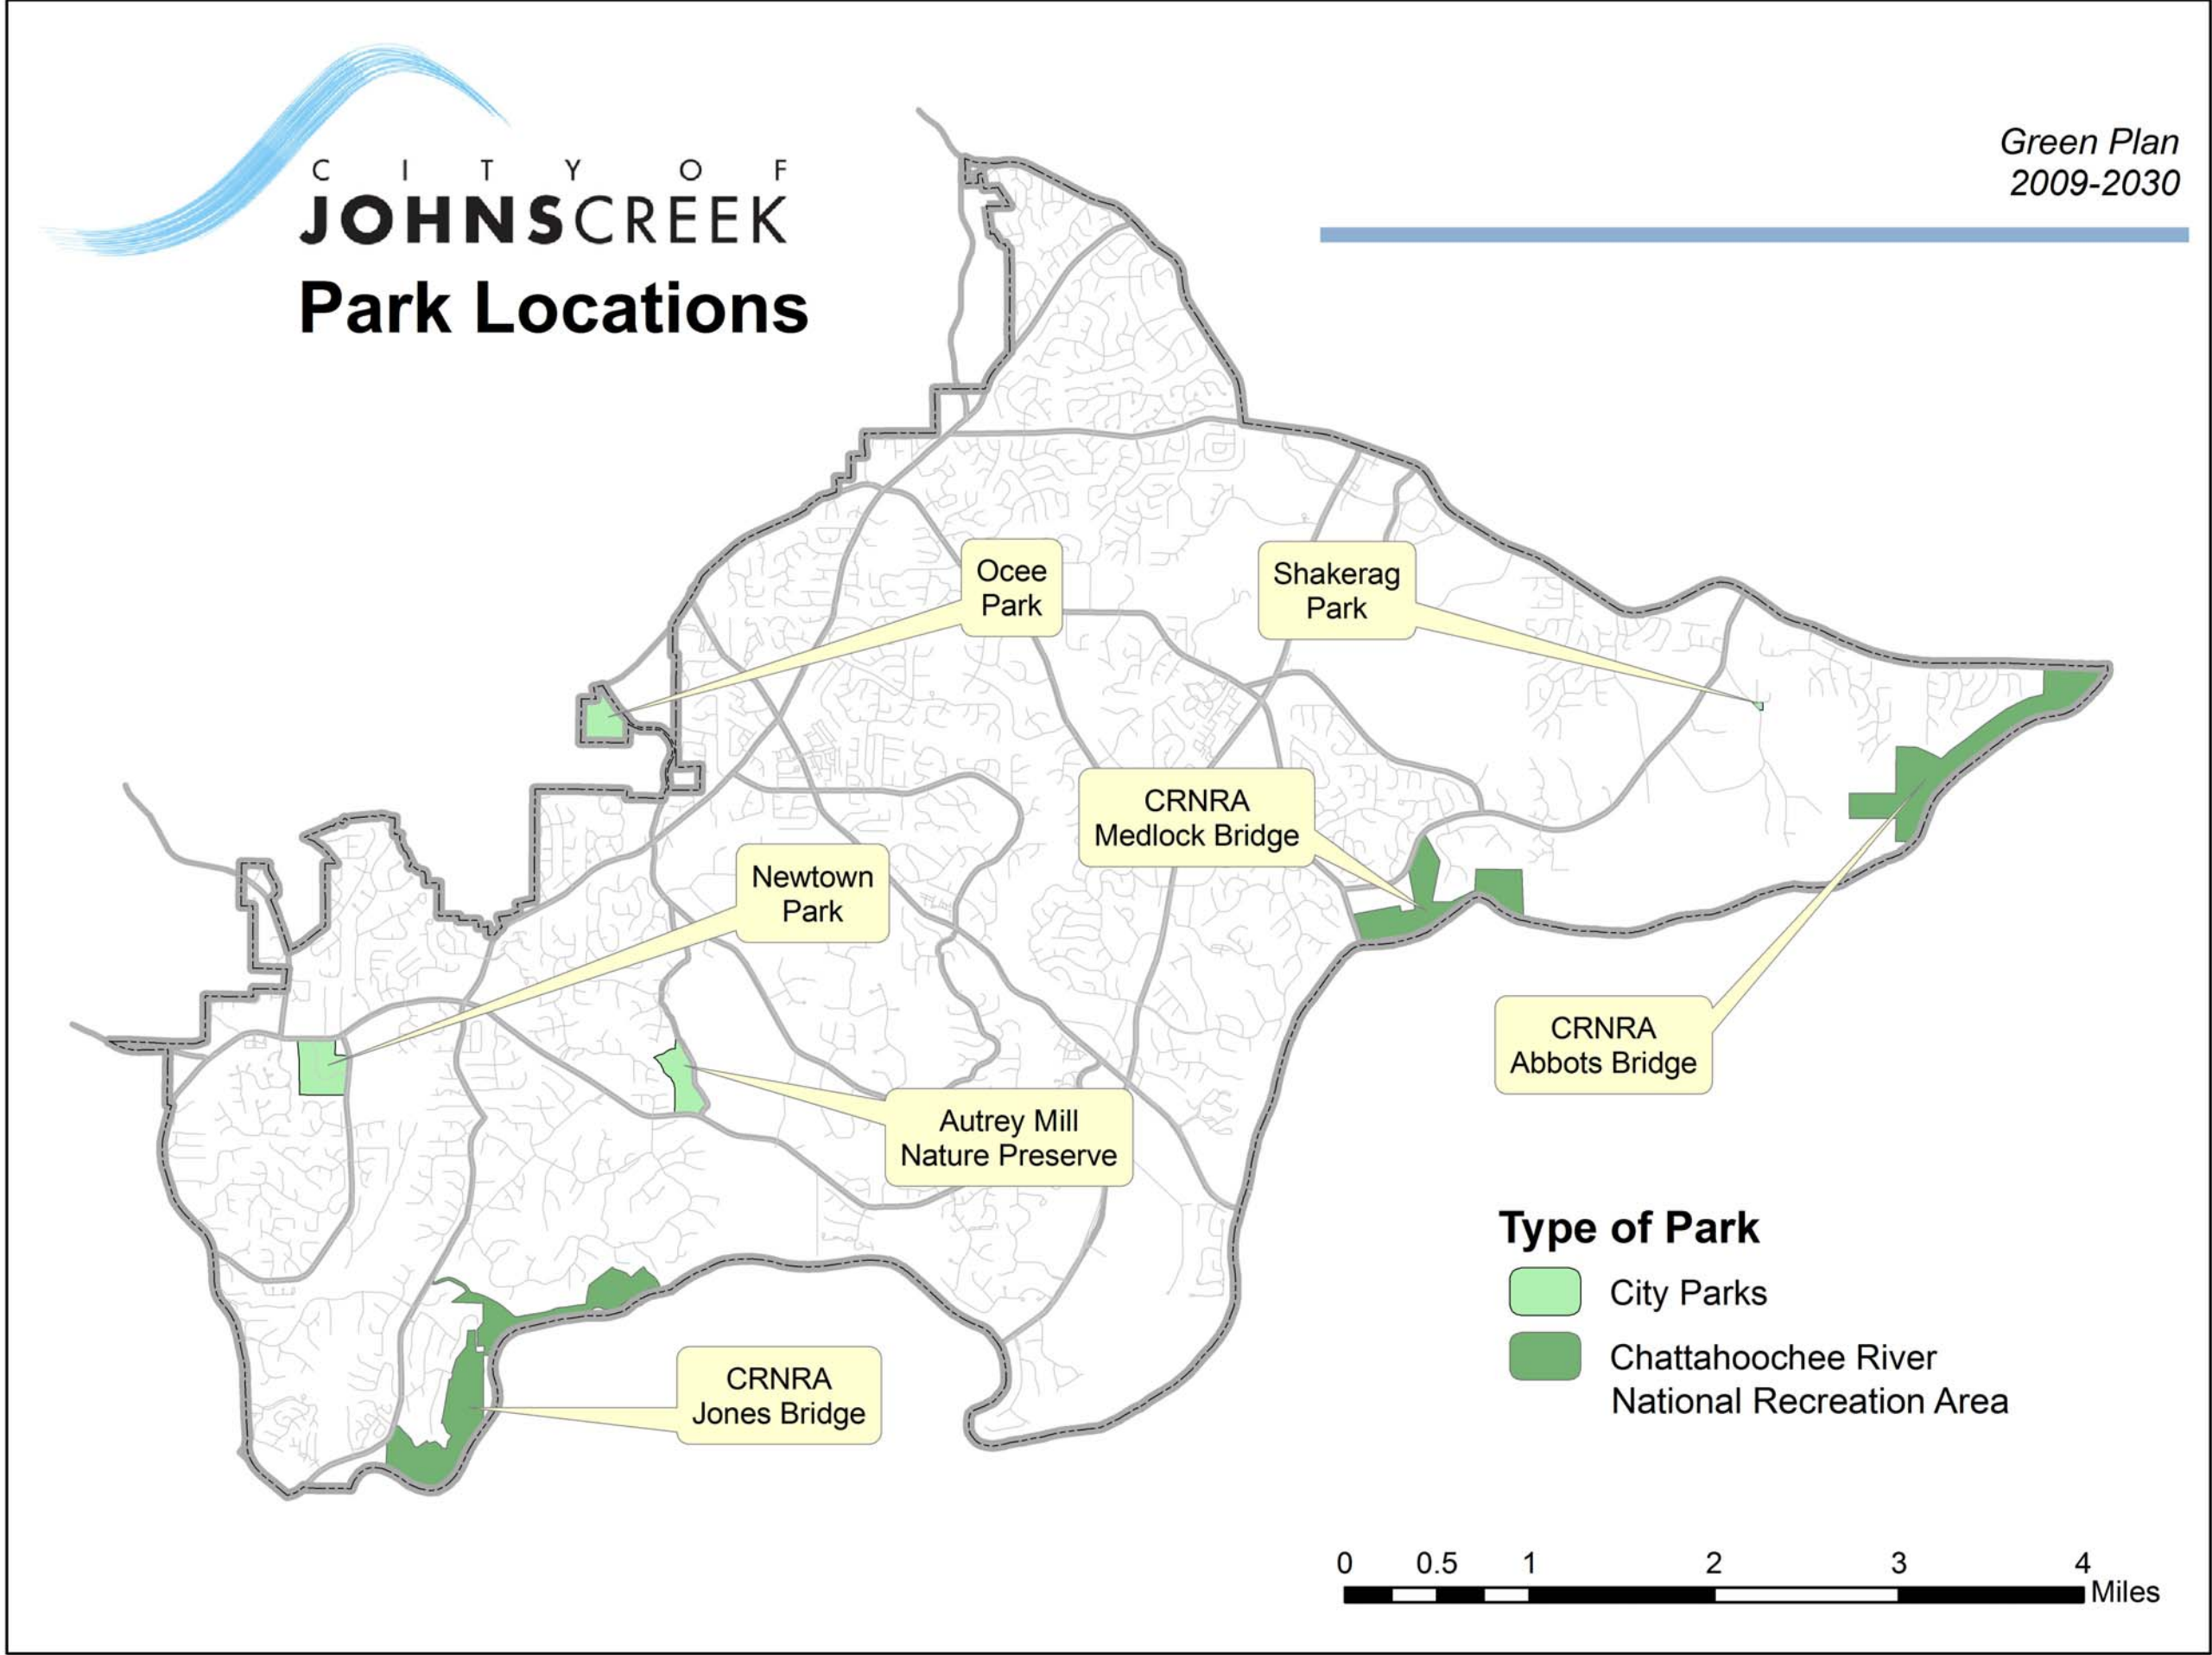 CITY OF
JOHNSCREEK
Park Locations
Green Plan
2009-2030
Ocee
Park
Shakerag
Park
CRNRA
Medlock Bridge
Newtown
Park
CRNRA
Abbots Bridge
Autrey Mill
Nature Preserve
CRNRA
Jones Bridge
Type of Park
City Parks
Chattahoochee River
National Recreation Area
0 0.5 1 2 3 4
Miles